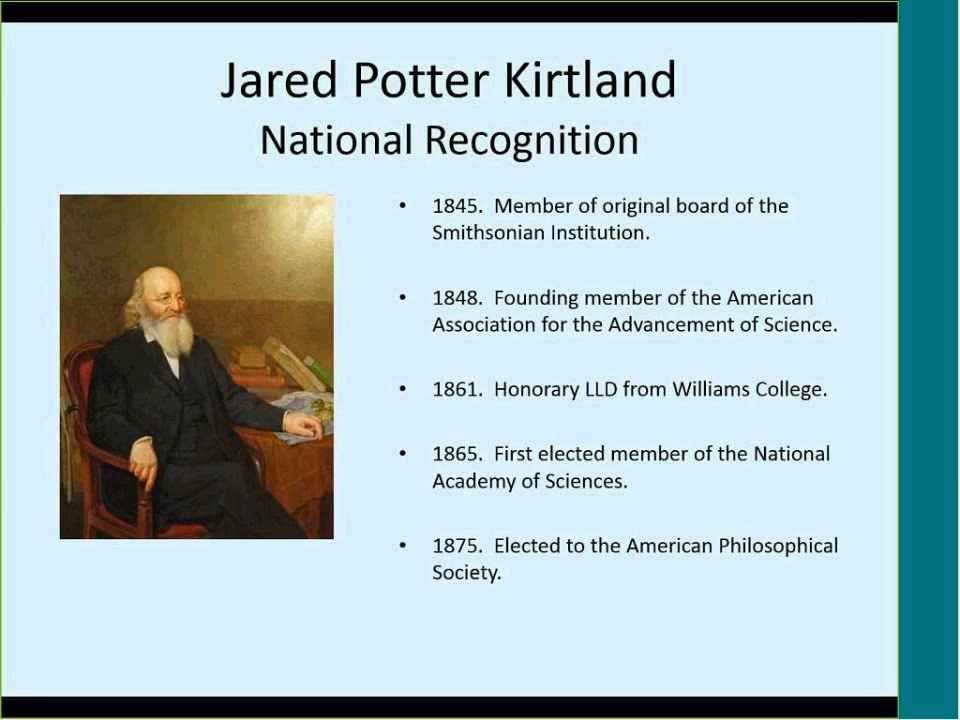 Jared Potter Kirtland
National Recognition
• 1845. Member of original board of the
Smithsonian Institution.
• 1848. Founding member of the American
Association for the Advancement of Science.
• 1861. Honorary LLD from Williams College.
• 1865. First elected member of the National
Academy of Sciences.
• 1875. Elected to the American Philosophical
Society.